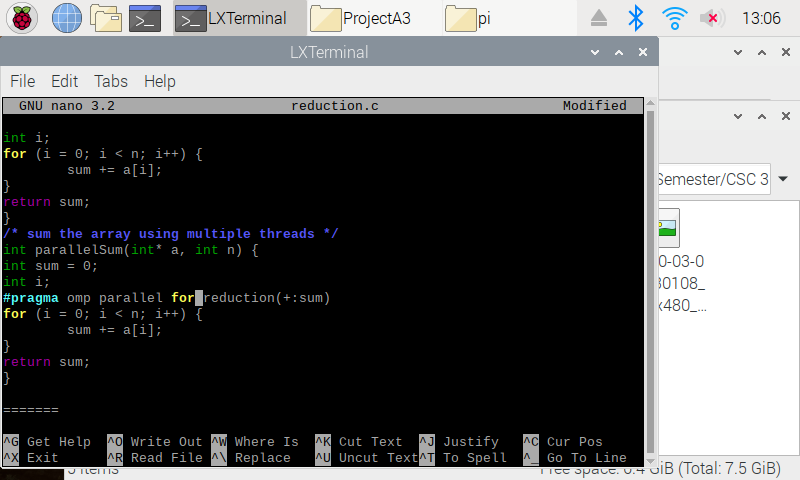 LXTerminal
ProjectA3
pi
13:06
LXTerminal
File Edit Tabs Help
GNU nano 3.2 reduction.c Modified
int i;
for (i = 0; i < n; i++) {
sum += a[i];
}
return sum;
}
/* sum the array using multiple threads */
int parallelSum(int* a, int n) {
int sum = 0;
int i;
#pragma omp parallel for reduction(+:sum)
for (i = 0; i < n; i++) {
sum += a[i];
}
return sum;
}
=======
^G Get Help ^O Write Out ^W Where Is ^K Cut Text ^J Justify ^C Cur Pos
^X Exit ^R Read File ^\ Replace ^U Uncut Text ^T To Spell ^_ Go To Line
Semester/CSC 3
0-03-0
30108_
x480_...
5 items
Free space: 6.4 GiB (Total: 7.5 GiB)